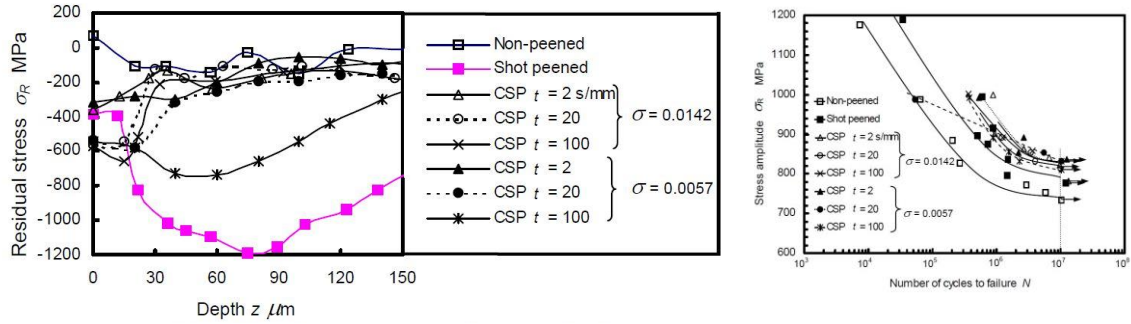 Residual stress σR MPa
200
0
-200
-400
-600
-800
-1000
-1200
0 30 60 90 120 150
Depth z μm
Non-peened
Shot peened
CSP t = 2 s/mm
CSP t = 20
CSP t = 100
σ = 0.0142
CSP t = 2
CSP t = 20
CSP t = 100
σ = 0.0057
Stress amplitude σR MPa
1200
1100
1000
900
800
700
600
10³ 10⁴ 10⁵ 10⁶ 10⁷ 10⁸
Number of cycles to failure N
Non-peened
Shot peened
CSP t = 2 s/mm
CSP t = 20
CSP t = 100
σ = 0.0142
CSP t = 2
CSP t = 20
CSP t = 100
σ = 0.0057